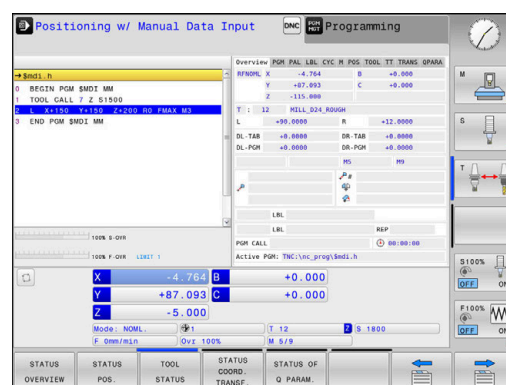 Positioning w/ Manual Data Input
DNC
PGM MGT
Programming
→$mdi.h
0 BEGIN PGM $MDI MM
1 TOOL CALL 7 Z S1500
2 L X+150 Y+150 Z+200 R0 FMAX M3
3 END PGM $MDI MM
100% S-OVR
100% F-OVR LIMIT 1
Overview PGM PAL LBL CYC M POS TOOL TT TRANS QPARA
RFNOML X -4.764 B +0.000
Y +87.093 C +0.000
Z -115.000
T : 12 MILL_D24_ROUGH
L +90.0000 R +12.0000
DL-TAB +0.0000 DR-TAB +0.0000
DL-PGM +0.0000 DR-PGM +0.0000
M5 M9
LBL
LBL REP
PGM CALL 00:00:00
Active PGM: TNC:\nc_prog\$mdi.h
X -4.764 B +0.000
Y +87.093 C +0.000
Z -5.000
Mode: NOML. 1 T 12 Z S 1800
F 0mm/min Ovr 100% M 5/9
M
S
T
S100%
OFF ON
F100%
OFF ON
STATUS OVERVIEW
STATUS POS.
TOOL STATUS
STATUS COORD. TRANSF.
STATUS OF Q PARAM.